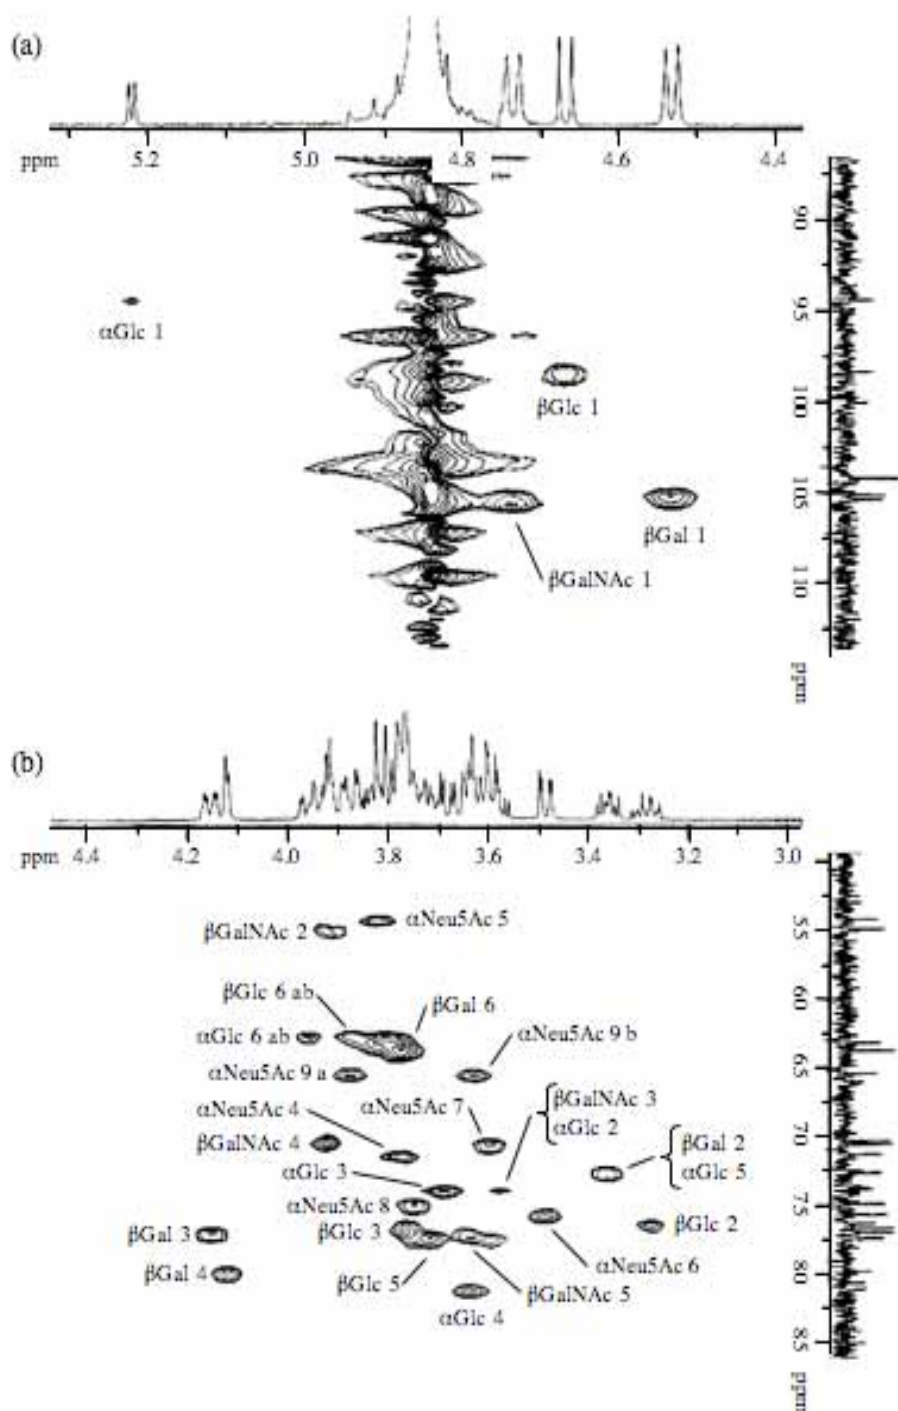 (a)
ppm 5.2 5.0 4.8 4.6 4.4
90
95
αGlc 1
βGlc 1
100
105
βGal 1
βGalNAc 1
110
ppm
(b)
4.4 4.2 4.0 3.8 3.6 3.4 3.2 3.0
ppm
αNeu5Ac 5
βGalNAc 2
55
βGlc 6 ab
βGal 6
60
αGlc 6 ab
αNeu5Ac 9 b
αNeu5Ac 9 a
65
αNeu5Ac 7
βGalNAc 3
αNeu5Ac 4
αGlc 2
βGalNAc 4
βGal 2
70
αGlc 3
αGlc 5
αNeu5Ac 8
75
βGal 3
βGlc 3
βGlc 2
αNeu5Ac 6
βGal 4
βGlc 5
βGalNAc 5
80
αGlc 4
85
ppm